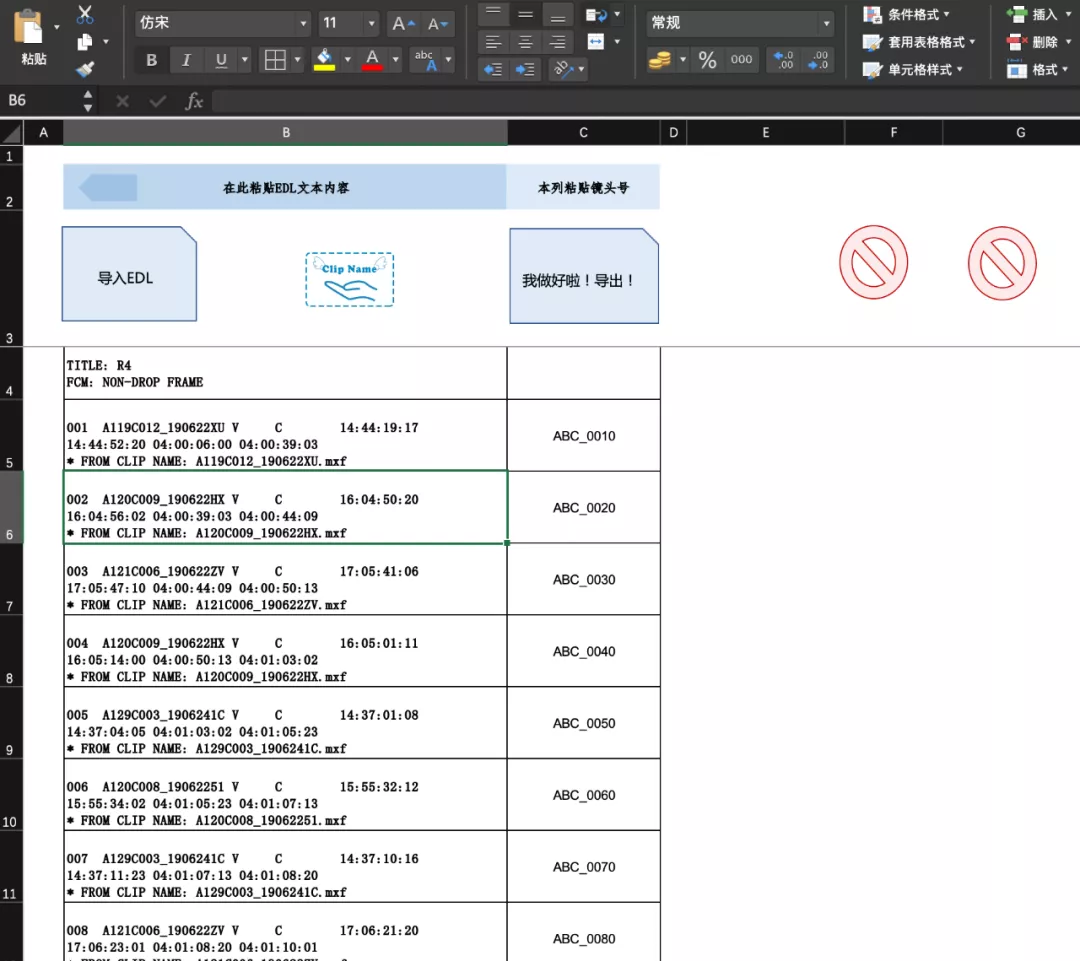 仿宋
11
A
A
常规
条件格式
插入
粘贴
套用表格格式
删除
B
I
U
A
abc
A
ab
%
000
.0
.00
.00
.0
单元格样式
格式
B6
fx
A
B
C
D
E
F
G
1
2
在此粘贴EDL文本内容
本列粘贴镜头号
3
导入EDL
Clip Name
我做好啦！导出！
4
TITLE: R4
FCM: NON-DROP FRAME
5
001 A119C012_190622XU V C 14:44:19:17
14:44:52:20 04:00:06:00 04:00:39:03
* FROM CLIP NAME: A119C012_190622XU.mxf
ABC_0010
6
002 A120C009_190622HX V C 16:04:50:20
16:04:56:02 04:00:39:03 04:00:44:09
* FROM CLIP NAME: A120C009_190622HX.mxf
ABC_0020
7
003 A121C006_190622ZV V C 17:05:41:06
17:05:47:10 04:00:44:09 04:00:50:13
* FROM CLIP NAME: A121C006_190622ZV.mxf
ABC_0030
8
004 A120C009_190622HX V C 16:05:01:11
16:05:14:00 04:00:50:13 04:01:03:02
* FROM CLIP NAME: A120C009_190622HX.mxf
ABC_0040
9
005 A129C003_1906241C V C 14:37:01:08
14:37:04:05 04:01:03:02 04:01:05:23
* FROM CLIP NAME: A129C003_1906241C.mxf
ABC_0050
10
006 A120C008_19062251 V C 15:55:32:12
15:55:34:02 04:01:05:23 04:01:07:13
* FROM CLIP NAME: A120C008_19062251.mxf
ABC_0060
11
007 A129C003_1906241C V C 14:37:10:16
14:37:11:23 04:01:07:13 04:01:08:20
* FROM CLIP NAME: A129C003_1906241C.mxf
ABC_0070
008 A121C006_190622ZV V C 17:06:21:20
17:06:23:01 04:01:08:20 04:01:10:01
ABC_0080